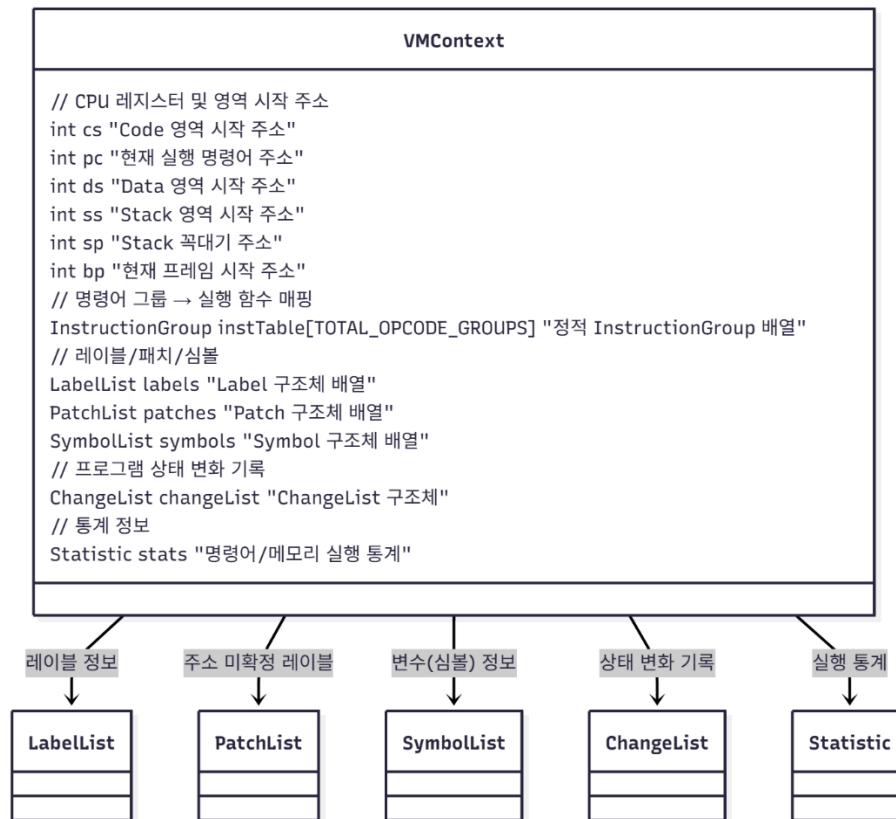 VMContext
// CPU 레지스터 및 영역 시작 주소
int cs "Code 영역 시작 주소"
int pc "현재 실행 명령어 주소"
int ds "Data 영역 시작 주소"
int ss "Stack 영역 시작 주소"
int sp "Stack 꼭대기 주소"
int bp "현재 프레임 시작 주소"
// 명령어 그룹 → 실행 함수 매핑
InstructionGroup instTable[TOTAL_OPCODE_GROUPS] "정적 InstructionGroup 배열"
// 레이블/패치/심볼
LabelList labels "Label 구조체 배열"
PatchList patches "Patch 구조체 배열"
SymbolList symbols "Symbol 구조체 배열"
// 프로그램 상태 변화 기록
ChangeList changeList "ChangeList 구조체"
// 통계 정보
Statistic stats "명령어/메모리 실행 통계"
레이블 정보
주소 미확정 레이블
변수(심볼) 정보
상태 변화 기록
실행 통계
LabelList
PatchList
SymbolList
ChangeList
Statistic